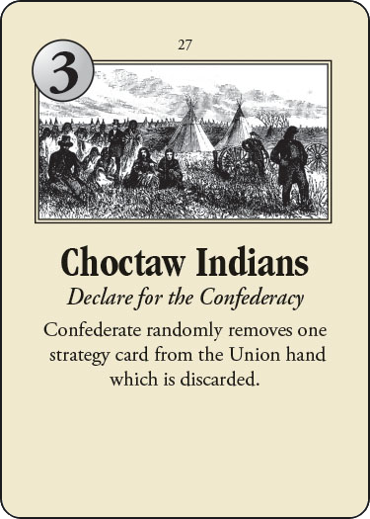 27
3
Choctaw Indians
Declare for the Confederacy
Confederate randomly removes one
strategy card from the Union hand
which is discarded.